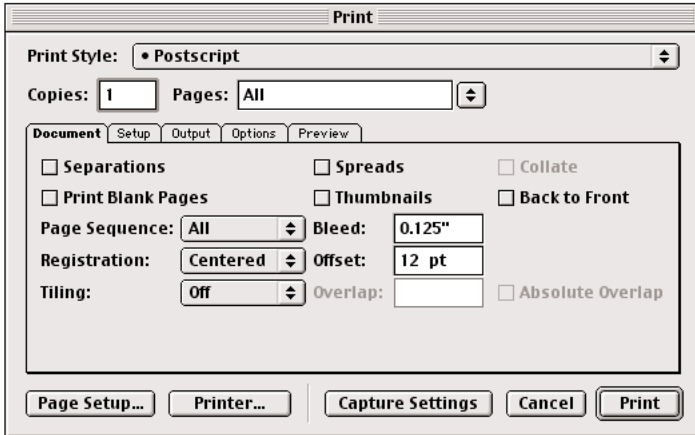 Print
Print Style: • Postscript
Copies: 1 Pages: All
Document Setup Output Options Preview
Separations Spreads Collate
Print Blank Pages Thumbnails Back to Front
Page Sequence: All Bleed: 0.125"
Registration: Centered Offset: 12 pt
Tiling: Off Overlap: Absolute Overlap
Page Setup... Printer... Capture Settings Cancel Print